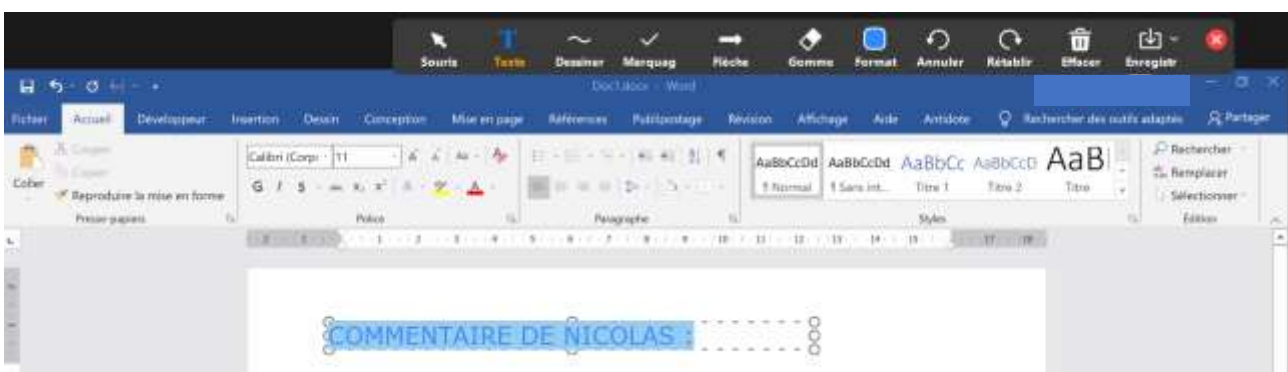 Souris Texte Dessiner Marquag Flèche Gomme Format Annuler Rétablir Effacer Enregistr
Doc1.docx - Word
Fichier Accueil Développeur Insertion Dessin Conception Mise en page Références Publipostage Révision Affichage Aide Antidote Rechercher des outils adaptés Partager
Couper
Copier
Coller
Reproduire la mise en forme
Presse-papiers
Calibri (Corps 11
G I S
Police
Paragraphe
AaBbCcDd AaBbCcDd AaBbCc AaBbCcD AaB
¶ Normal ¶ Sans int... Titre 1 Titre 2 Titre
Styles
Rechercher
Remplacer
Sélectionner
Édition
COMMENTAIRE DE NICOLAS :